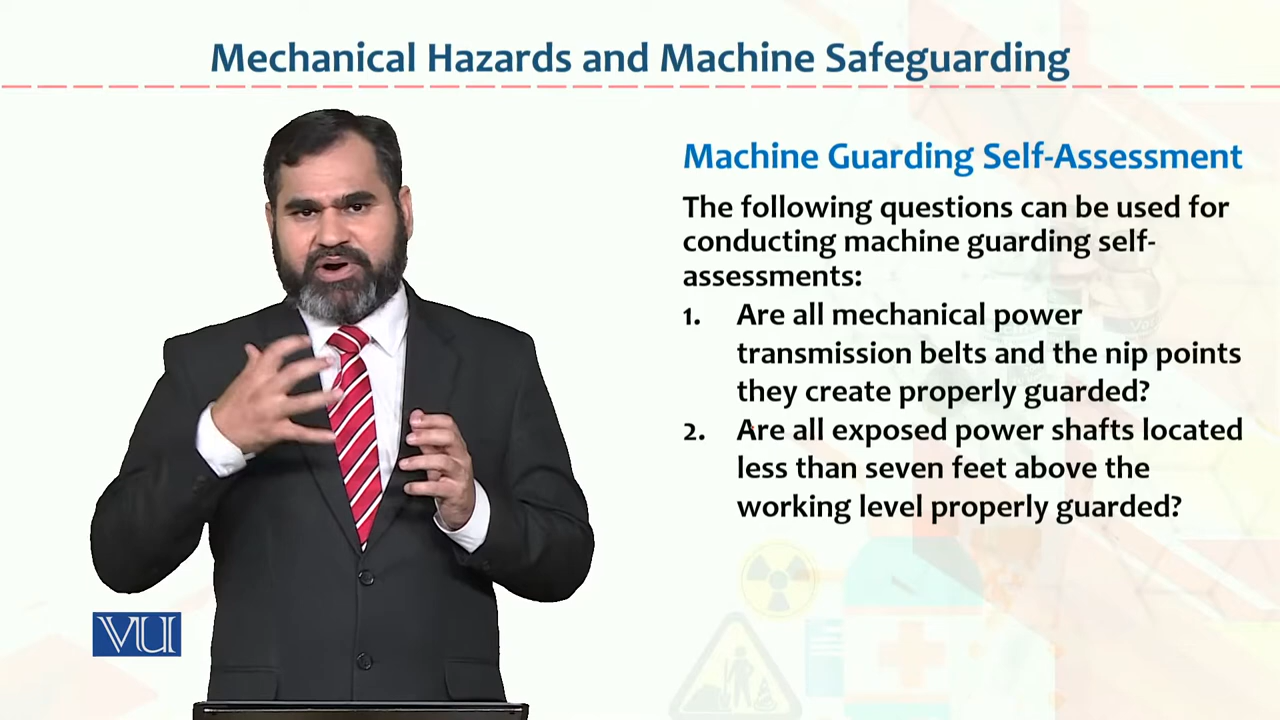 Mechanical Hazards and Machine Safeguarding
Machine Guarding Self-Assessment
The following questions can be used for
conducting machine guarding self-
assessments:
1. Are all mechanical power
transmission belts and the nip points
they create properly guarded?
2. Are all exposed power shafts located
less than seven feet above the
working level properly guarded?
VU